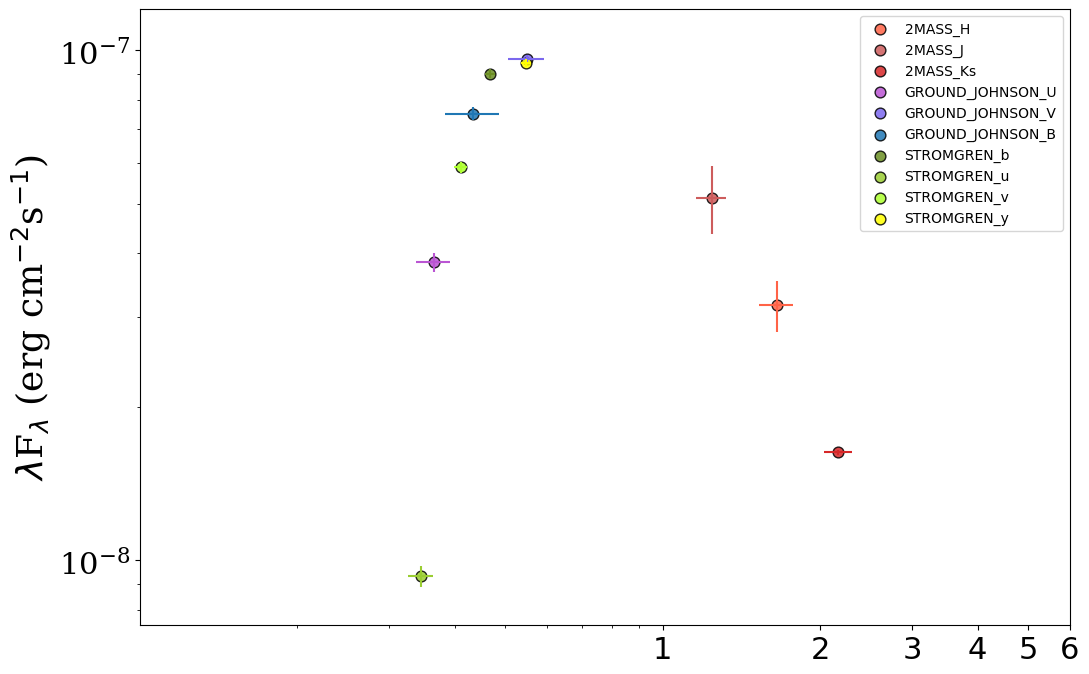 10⁻⁷
10⁻⁸
λF_λ (erg cm⁻²s⁻¹)
2MASS_H
2MASS_J
2MASS_Ks
GROUND_JOHNSON_U
GROUND_JOHNSON_V
GROUND_JOHNSON_B
STROMGREN_b
STROMGREN_u
STROMGREN_v
STROMGREN_y
1 2 3 4 5 6